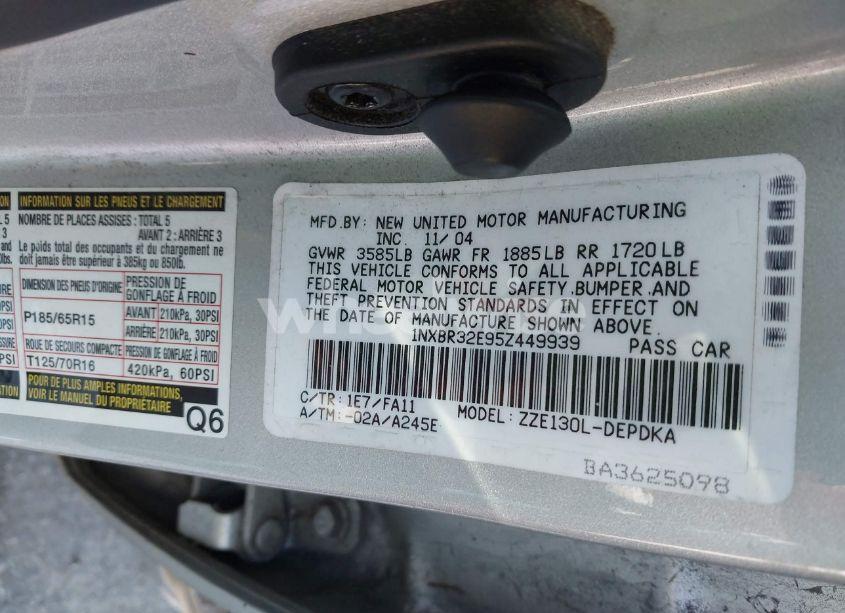 INFORMATION SUR LES PNEUS ET LE CHARGEMENT
NOMBRE DE PLACES ASSISES : TOTAL 5
AVANT 2 : ARRIÈRE 3
Le poids total des occupants et du chargement ne
doit jamais être supérieur à 385kg ou 850lb.
DIMENSION DES PNEUS D'ORIGINE
PRESSION DE GONFLAGE À FROID
P185/65R15
AVANT 210kPa, 30PSI
ARRIÈRE 210kPa, 30PSI
ROUE DE SECOURS COMPACTE
PRESSION DE GONFLAGE À FROID
T125/70R16
420kPa, 60PSI
POUR DE PLUS AMPLES INFORMATIONS,
VOIR LE MANUEL DU PROPRIÉTAIRE
Q6
MFD.BY: NEW UNITED MOTOR MANUFACTURING
INC. 11/04
GVWR 3585LB GAWR FR 1885LB RR 1720LB
THIS VEHICLE CONFORMS TO ALL APPLICABLE
FEDERAL MOTOR VEHICLE SAFETY,BUMPER,AND
THEFT PREVENTION STANDARDS IN EFFECT ON
THE DATE OF MANUFACTURE SHOWN ABOVE.
1NXBR32E95Z449939 PASS CAR
C/TR:1E7/FA11
A/TM:-02A/A245E MODEL:ZZE130L-DEPDKA
BA3625098